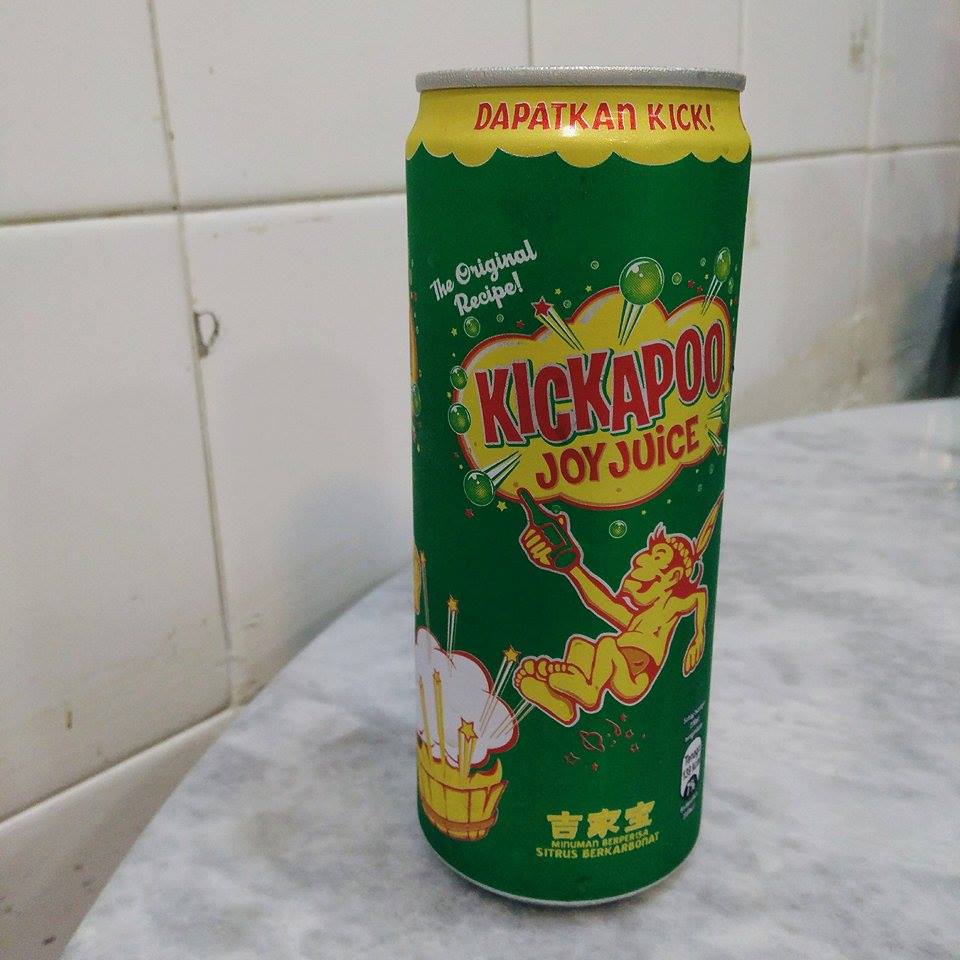 DAPATKAN KICK!
The Original
Recipe!
KICKAPOO
JOY JUICE
吉家宝
MINUMAN BERPERISA
SITRUS BERKARBONAT